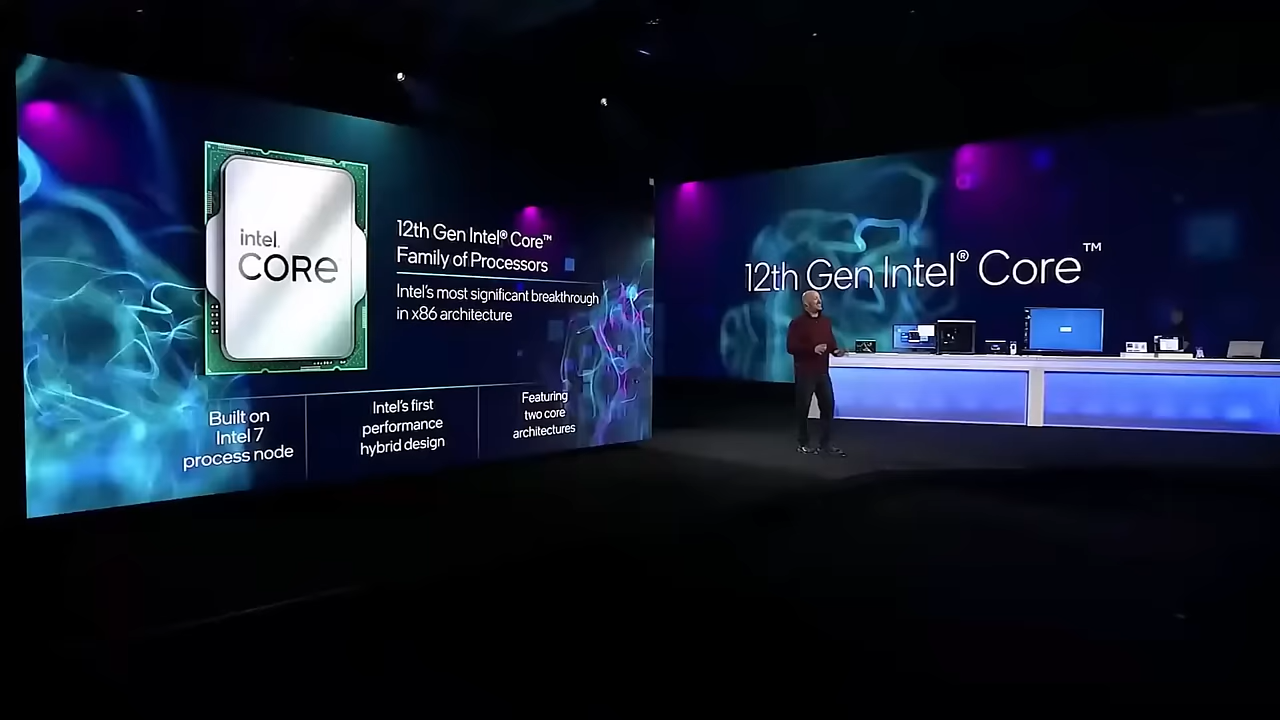 intel.
CORE
12th Gen Intel® Core™
Family of Processors
Intel's most significant breakthrough
in x86 architecture
Built on
Intel 7
process node
Intel's first
performance
hybrid design
Featuring
two core
architectures
12th Gen Intel® Core™